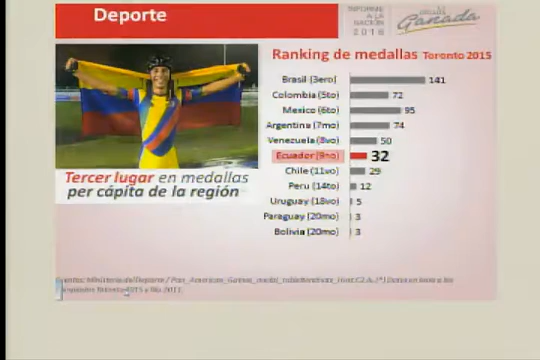 Deporte
INFORME
A LA
NACIÓN
2016
Ganada
Ranking de medallas Toronto 2015
Brasil (3ero) 141
Colombia (5to) 72
Mexico (6to) 95
Argentina (7mo) 74
Venezuela (8vo) 50
Ecuador (9no) 32
Chile (11vo) 29
Peru (14to) 12
Uruguay (18vo) 5
Paraguay (20mo) 3
Bolivia (20mo) 3
Tercer lugar en medallas
per cápita de la región